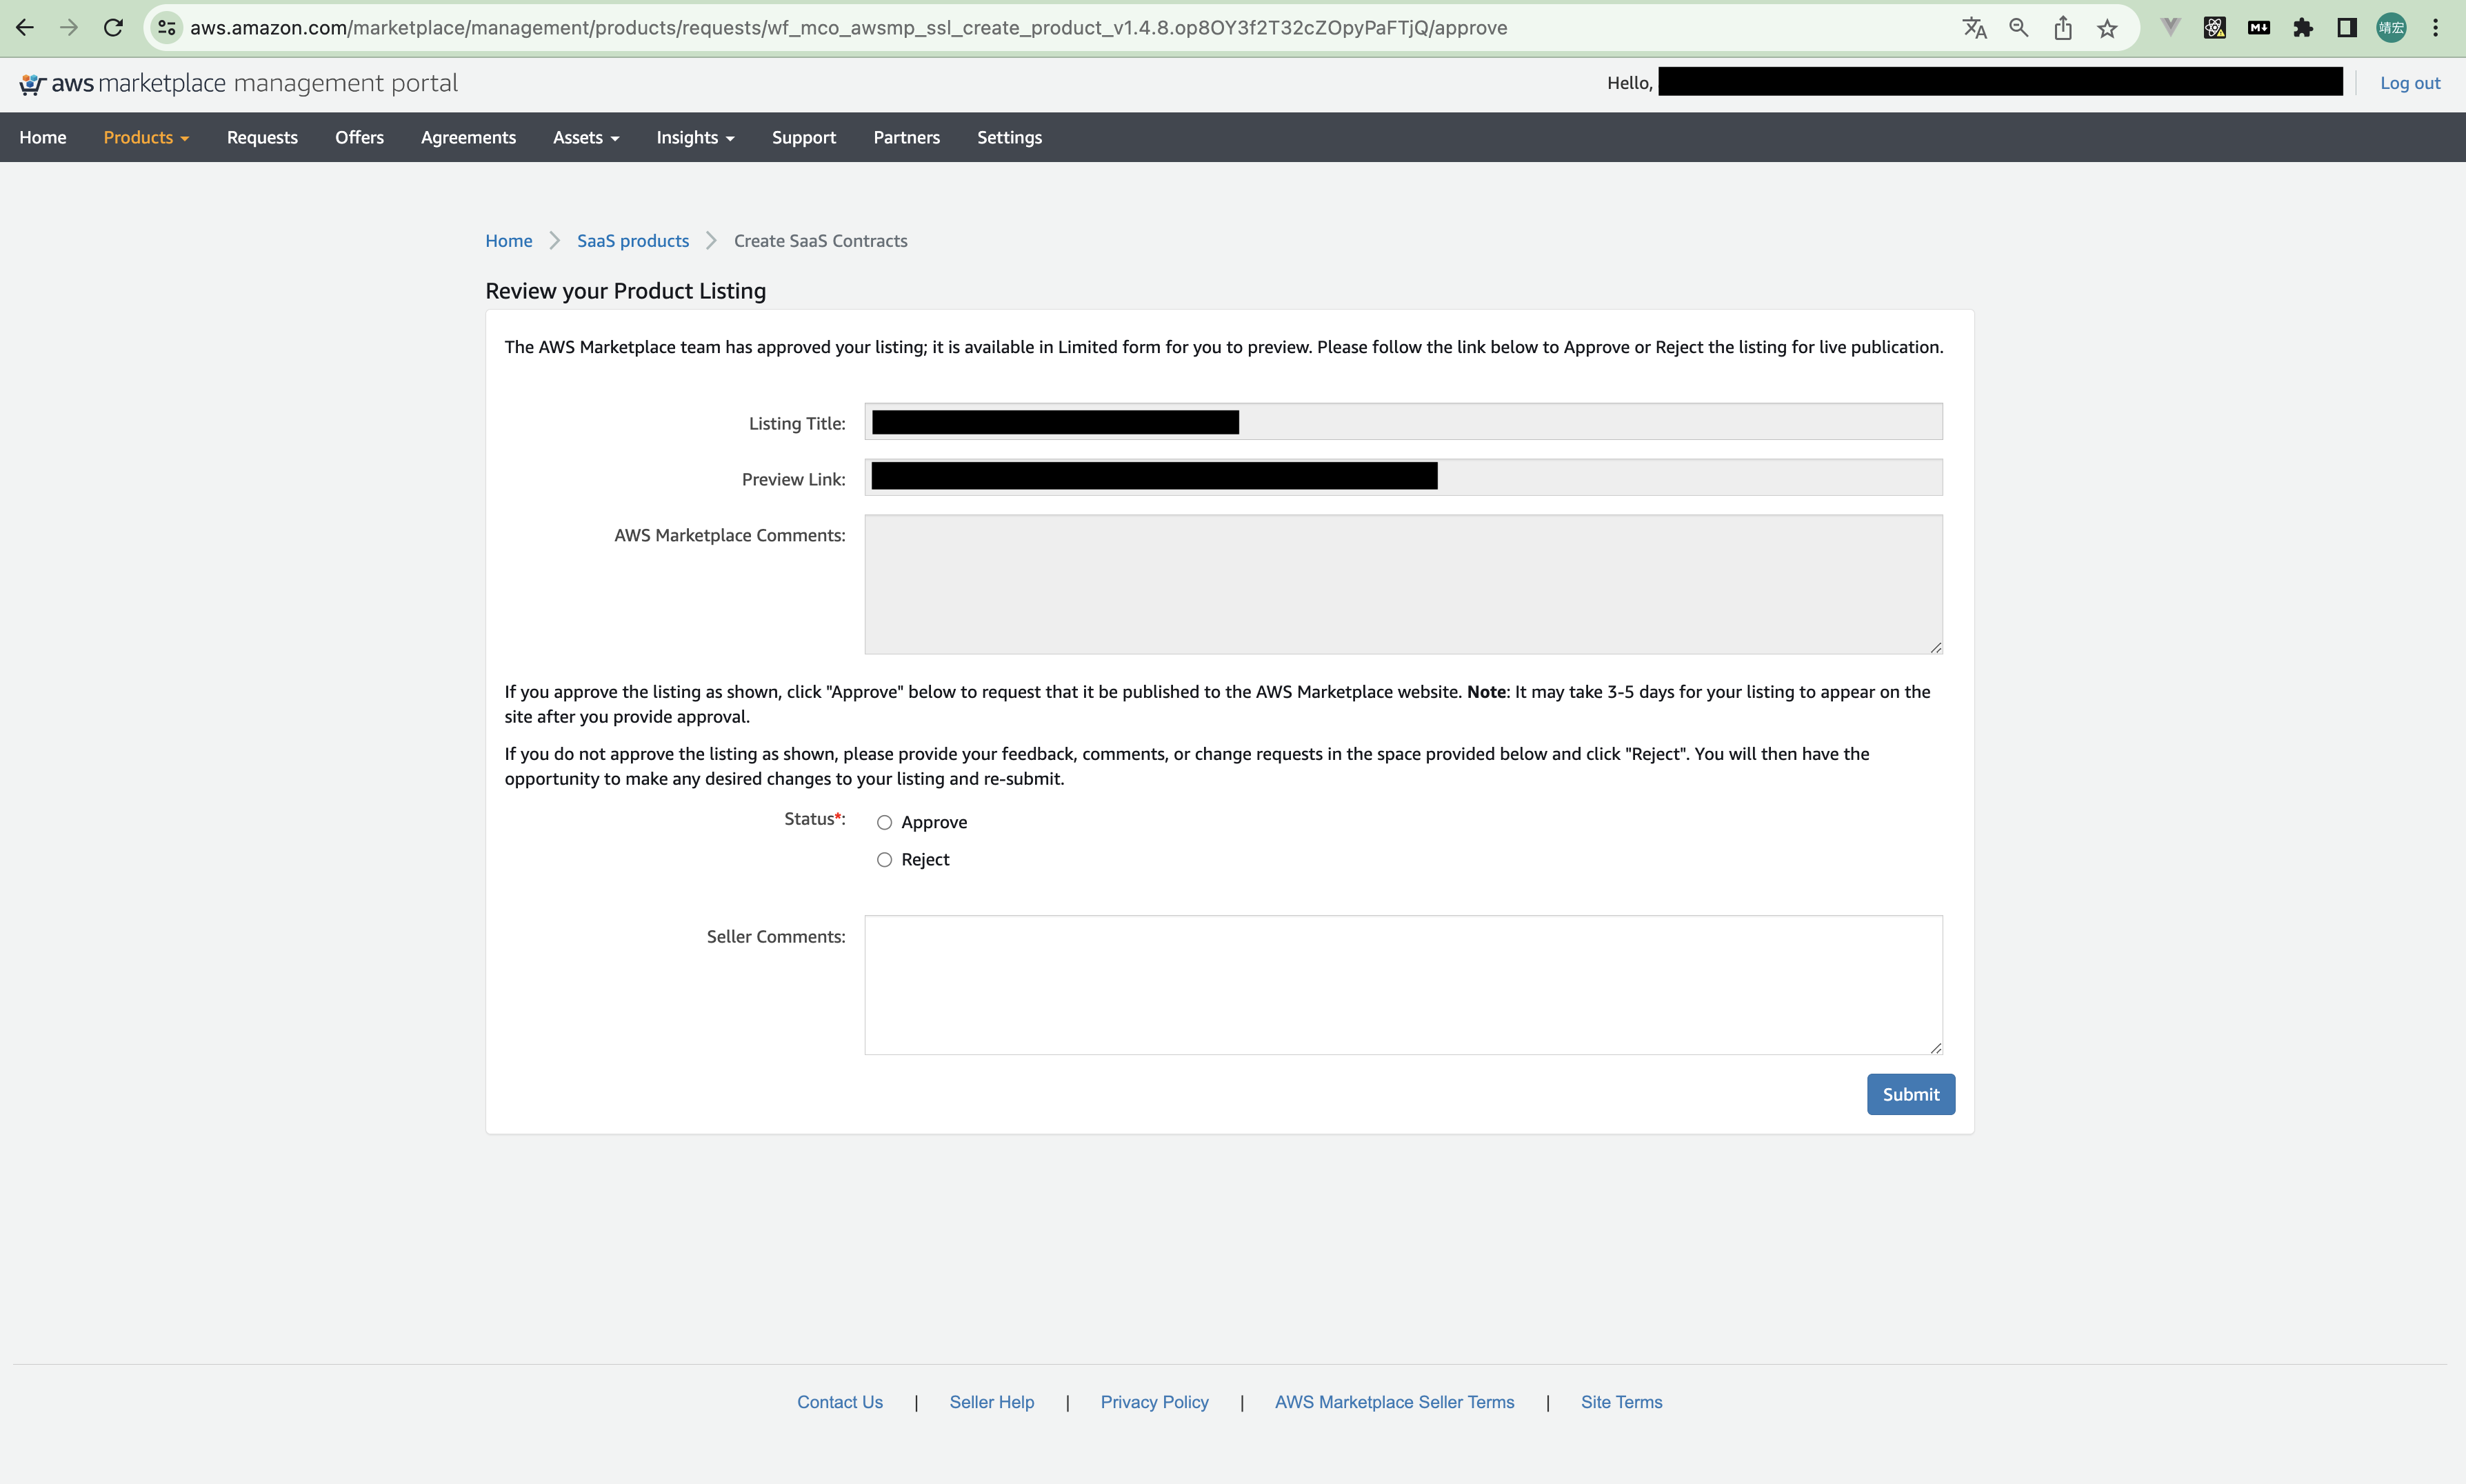 aws.amazon.com/marketplace/management/products/requests/wf_mco_awsmp_ssl_create_product_v1.4.8.op8OY3f2T32cZOpyPaFTjQ/approve
M↓
靖宏
aws marketplace management portal
Hello,
Log out
Home
Products
Requests
Offers
Agreements
Assets
Insights
Support
Partners
Settings
Home
SaaS products
Create SaaS Contracts
Review your Product Listing
The AWS Marketplace team has approved your listing; it is available in Limited form for you to preview. Please follow the link below to Approve or Reject the listing for live publication.
Listing Title:
Preview Link:
AWS Marketplace Comments:
If you approve the listing as shown, click "Approve" below to request that it be published to the AWS Marketplace website. Note: It may take 3-5 days for your listing to appear on the
site after you provide approval.
If you do not approve the listing as shown, please provide your feedback, comments, or change requests in the space provided below and click "Reject". You will then have the
opportunity to make any desired changes to your listing and re-submit.
Status*:
Approve
Reject
Seller Comments:
Submit
Contact Us | Seller Help | Privacy Policy | AWS Marketplace Seller Terms | Site Terms